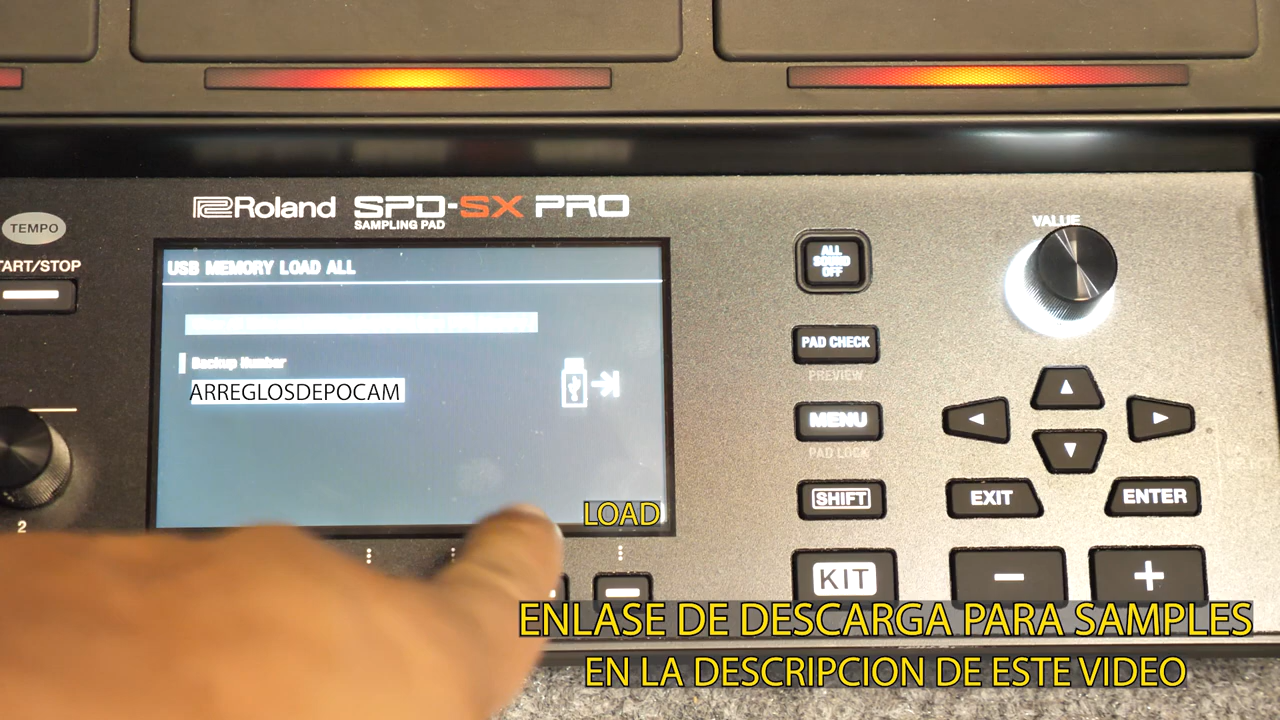 Roland SPD-SX PRO
SAMPLING PAD
TEMPO
TART/STOP
USB MEMORY LOAD ALL
Backup Number
ARREGLOSDEPOCAM
LOAD
2
VALUE
ALL
SOUND
OFF
PAD CHECK
PREVIEW
MENU
PAD LOCK
SHIFT
EXIT
ENTER
KIT
ENLASE DE DESCARGA PARA SAMPLES
EN LA DESCRIPCION DE ESTE VIDEO